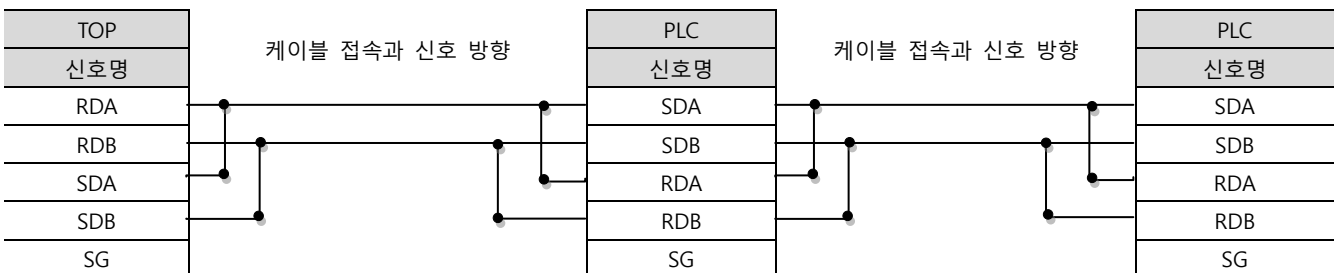 TOP 케이블 접속과 신호 방향 PLC 케이블 접속과 신호 방향 PLC
신호명 신호명 신호명
RDA SDA SDA
RDB SDB SDB
SDA RDA RDA
SDB RDB RDB
SG SG SG